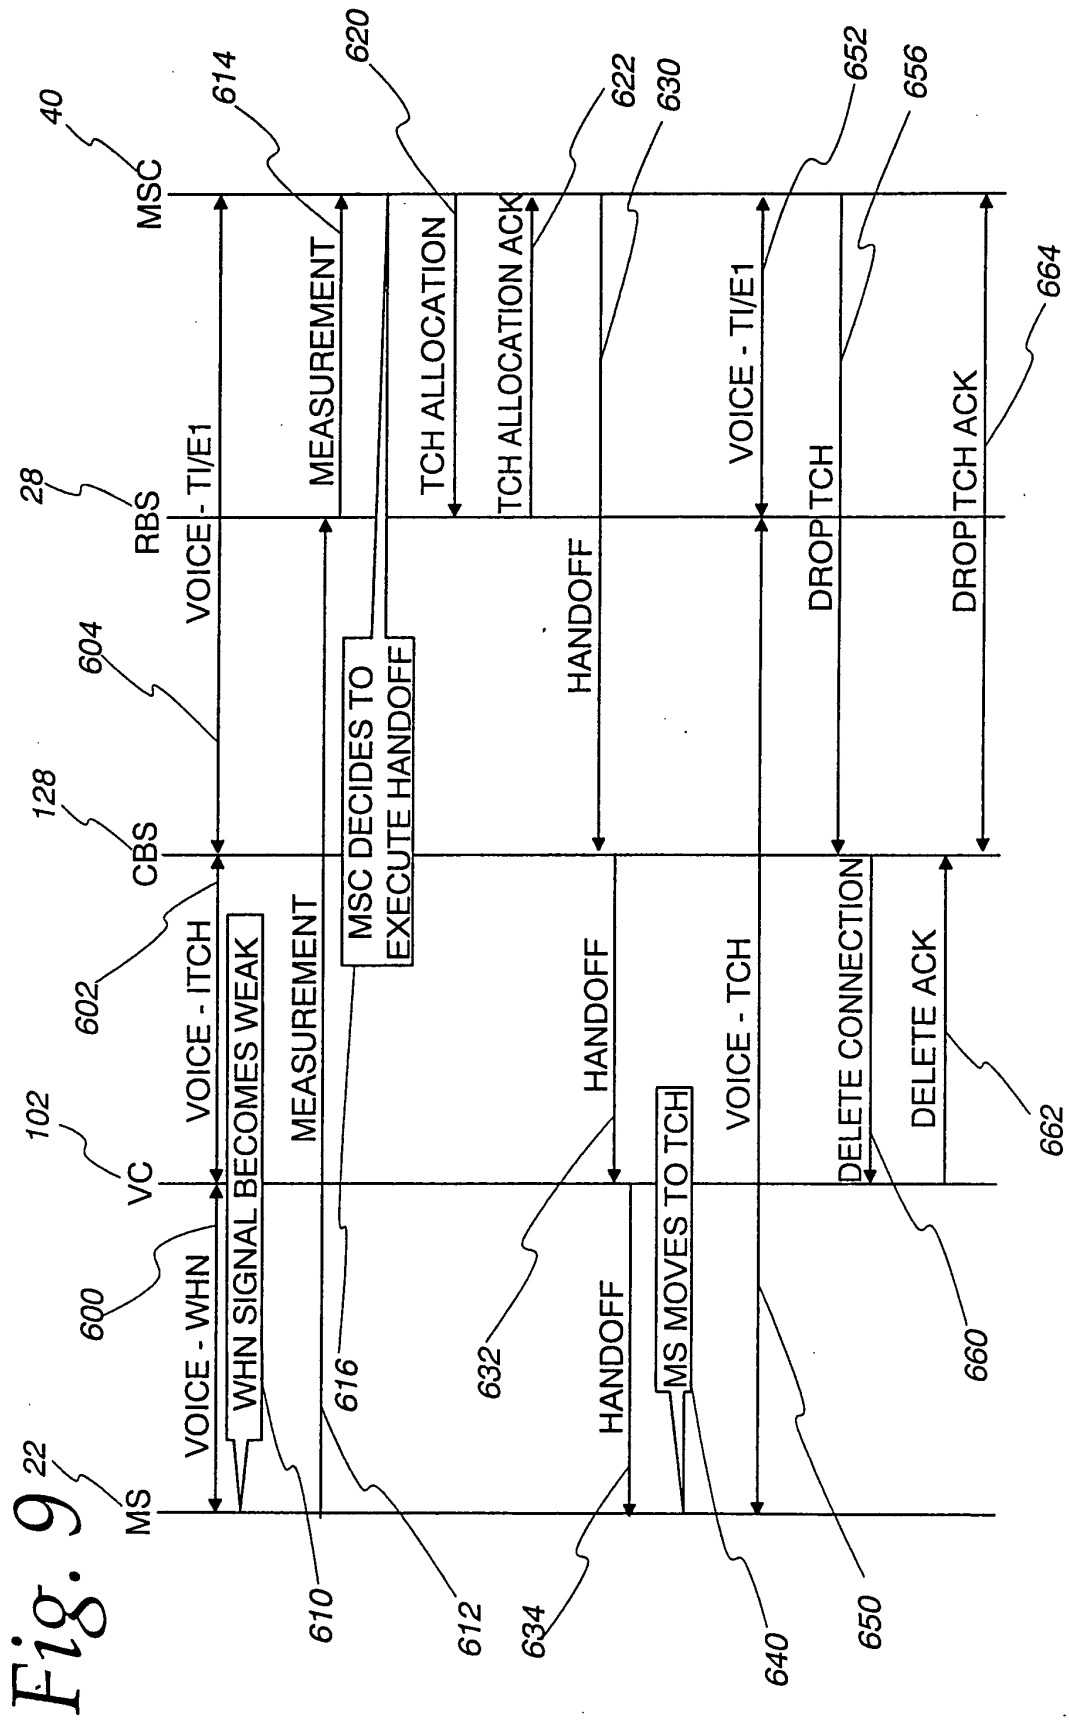 Fig. 9
MS
22
VC
102
CBS
128
RBS
28
MSC
40
VOICE - WHN
600
VOICE - ITCH
602
VOICE - TI/E1
604
WHN SIGNAL BECOMES WEAK
610
MEASUREMENT
612
MEASUREMENT
614
MSC DECIDES TO
EXECUTE HANDOFF
616
TCH ALLOCATION
620
TCH ALLOCATION ACK
622
HANDOFF
630
HANDOFF
632
HANDOFF
634
MS MOVES TO TCH
640
VOICE - TCH
650
VOICE - TI/E1
652
DROP TCH
656
DELETE CONNECTION
660
DELETE ACK
662
DROP TCH ACK
664